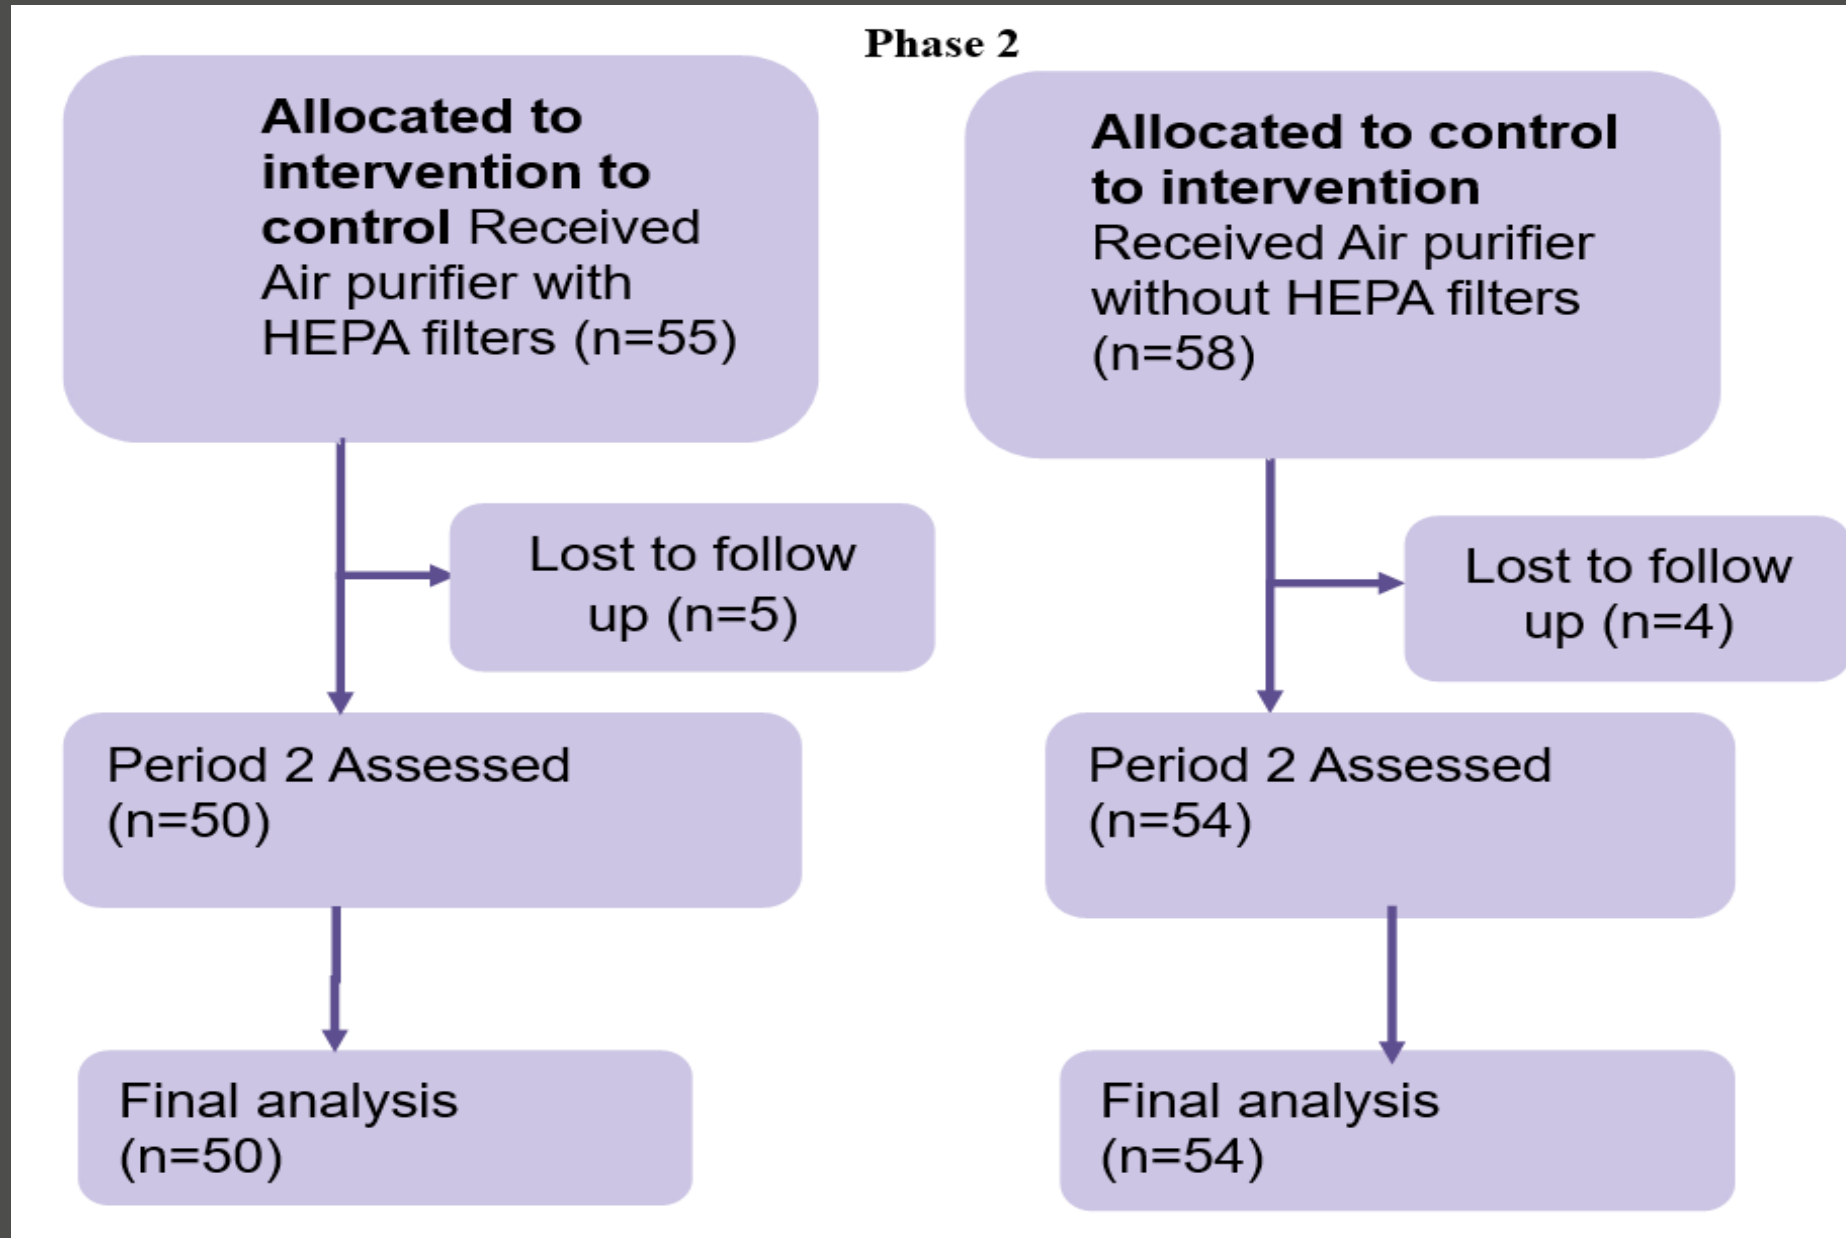 Phase 2
Allocated to
intervention to
control Received
Air purifier with
HEPA filters (n=55)
Allocated to control
to intervention
Received Air purifier
without HEPA filters
(n=58)
Lost to follow
up (n=5)
Lost to follow
up (n=4)
Period 2 Assessed
(n=50)
Period 2 Assessed
(n=54)
Final analysis
(n=50)
Final analysis
(n=54)